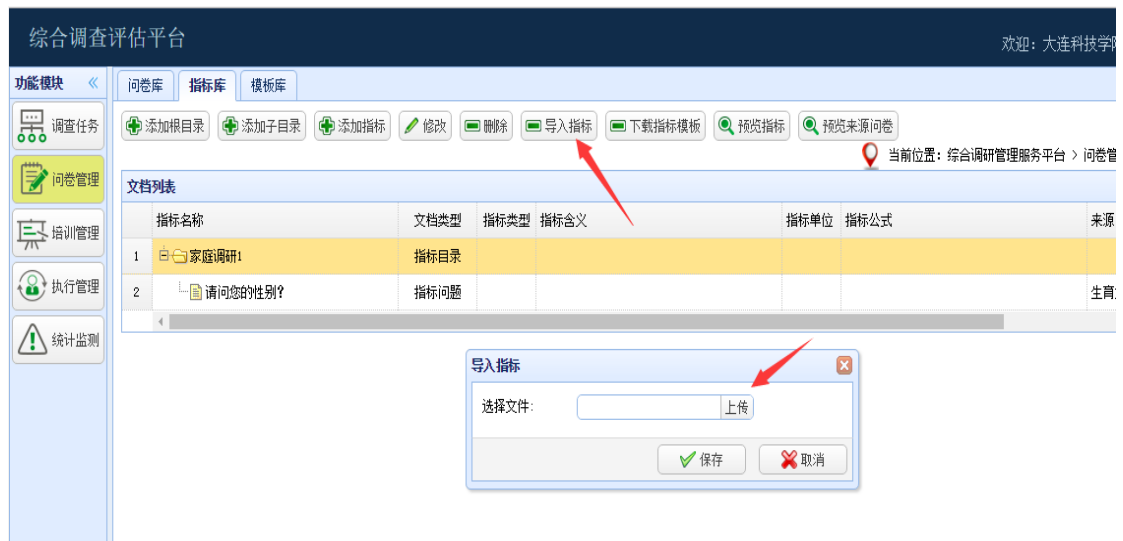 综合调查评估平台
欢迎：大连科技学
功能模块
问卷库 指标库 模板库
调查任务
添加根目录 添加子目录 添加指标 修改 删除 导入指标 下载指标模板 预览指标 预览来源问卷
当前位置：综合调研管理服务平台 > 问卷管
问卷管理
文档列表
指标名称 文档类型 指标类型 指标含义 指标单位 指标公式 来源
培训管理
1 家庭调研1 指标目录
执行管理
2 请问您的性别? 指标问题 生育
统计监测
导入指标
选择文件: 上传
保存 取消